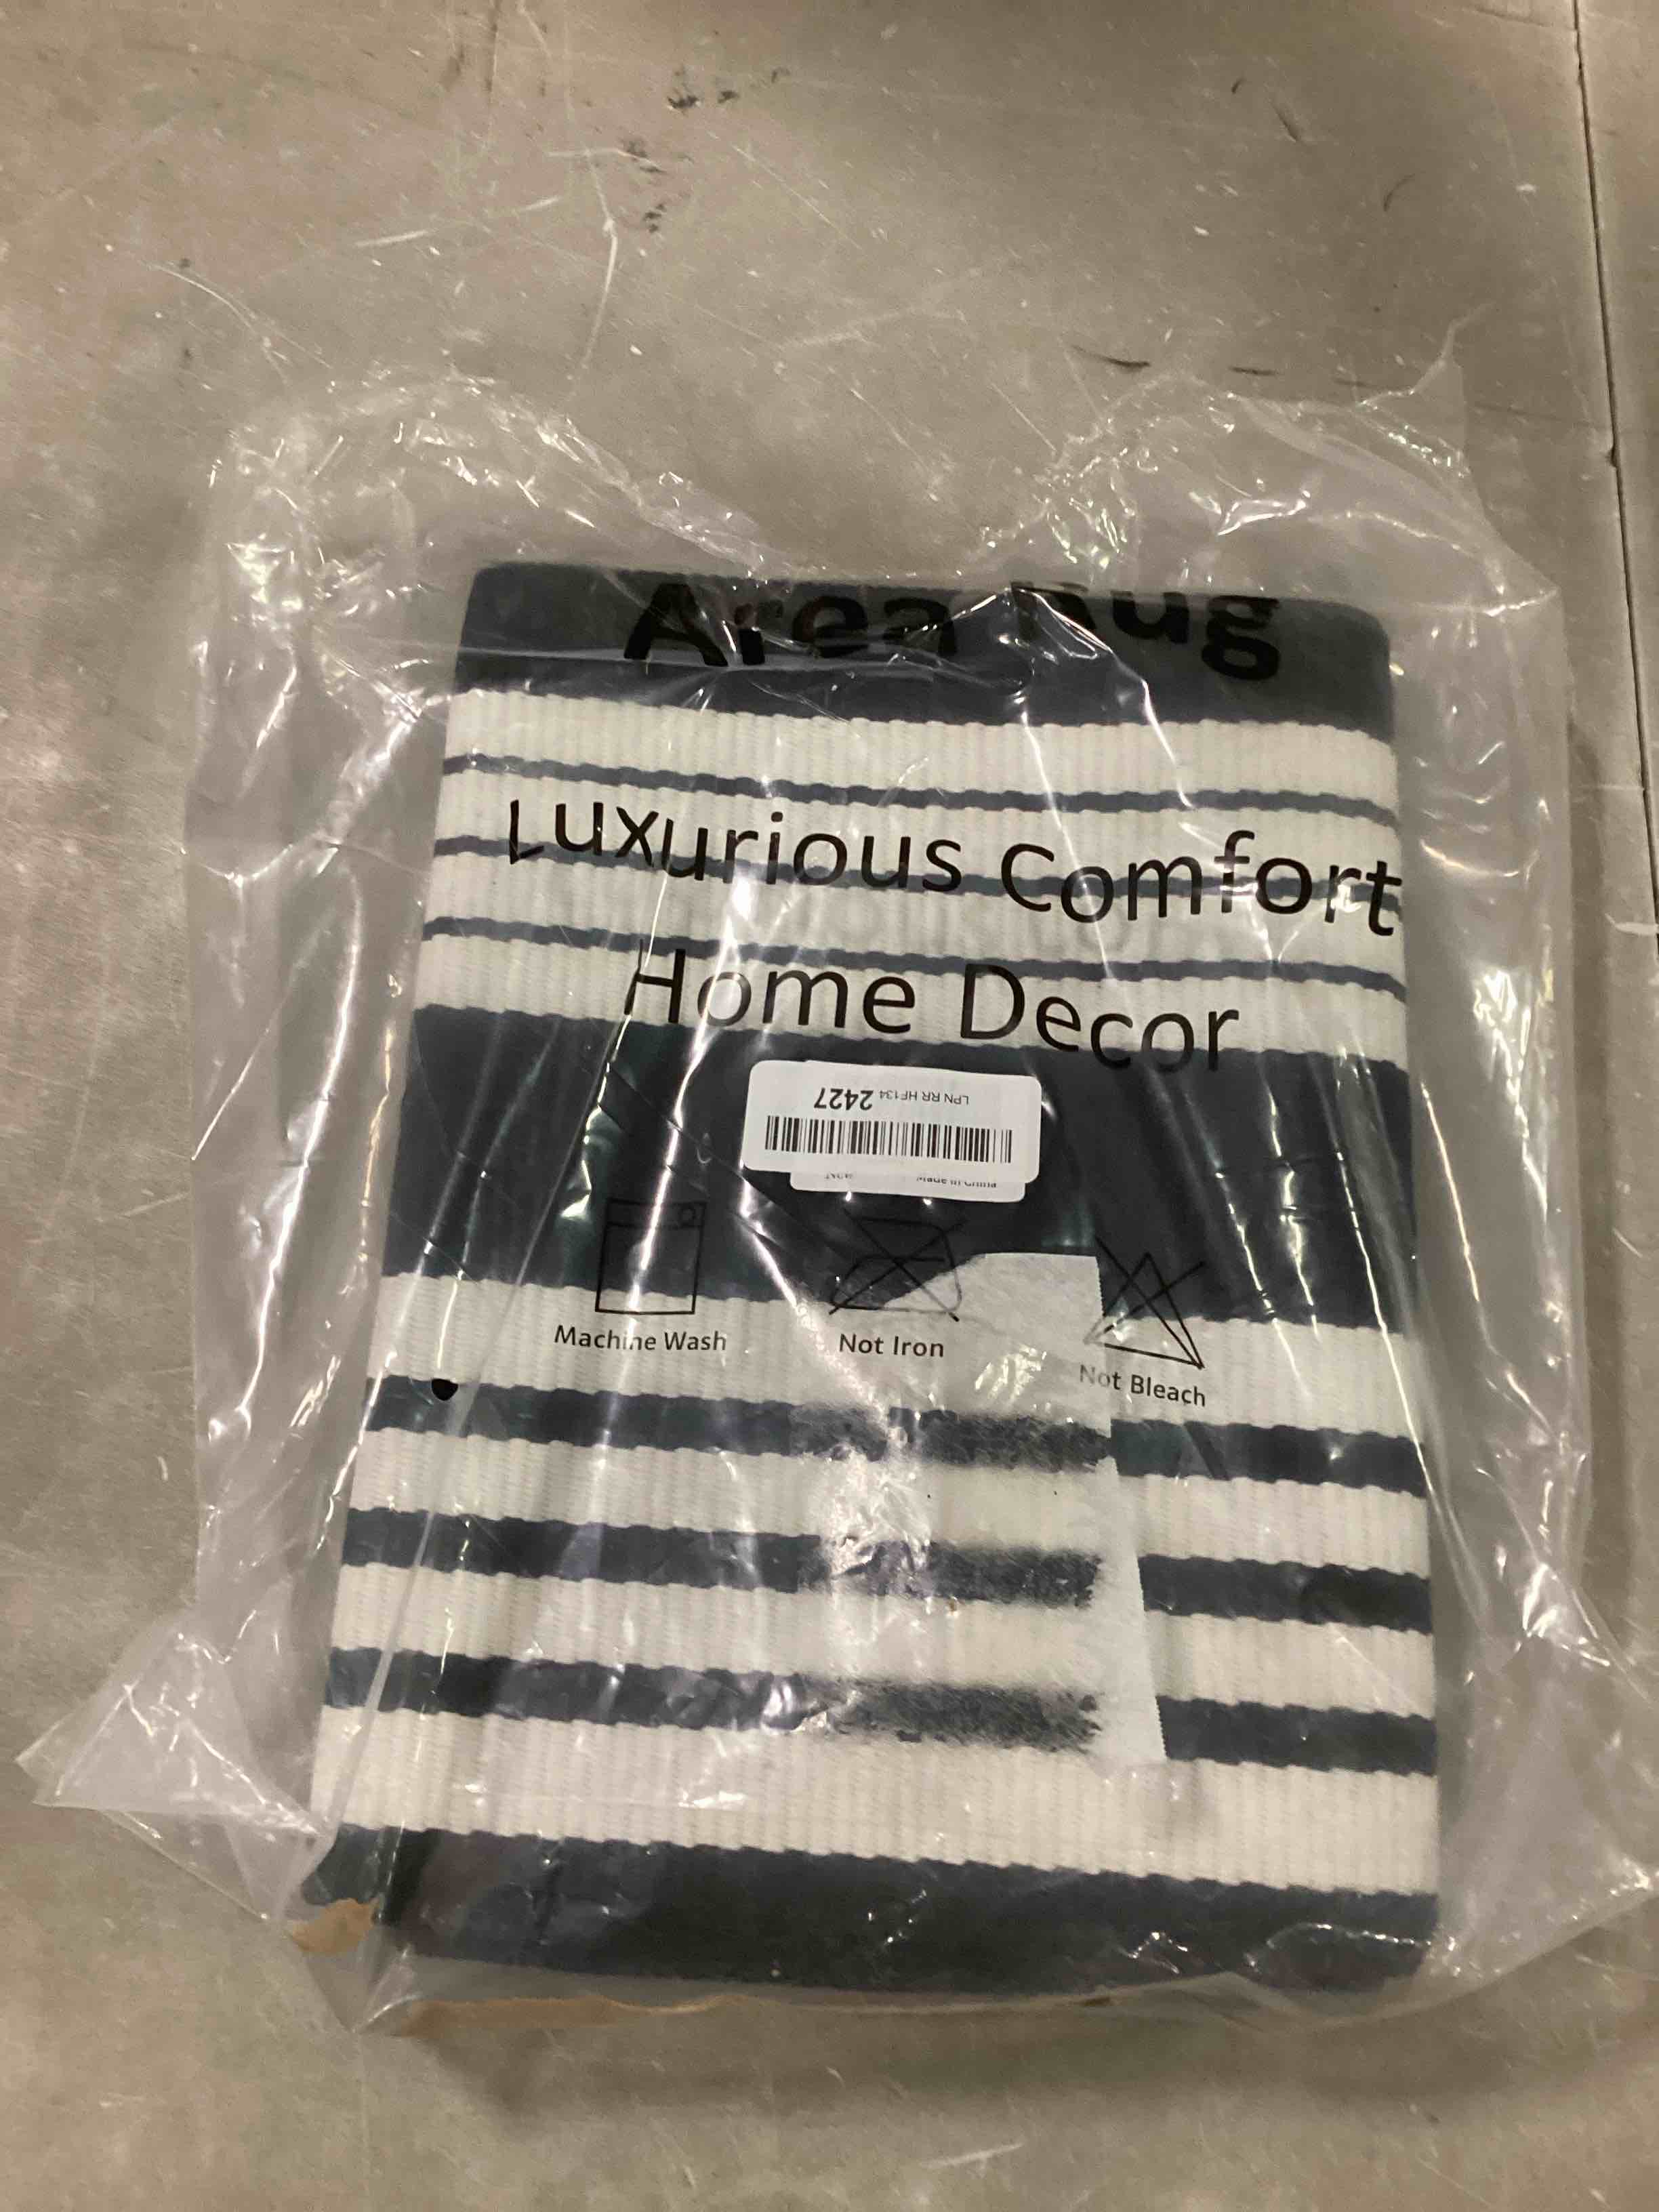 Area Rug
Luxurious Comfort
Home Decor
LPN RR HF134 2427
Machine Wash
Not Iron
Not Bleach